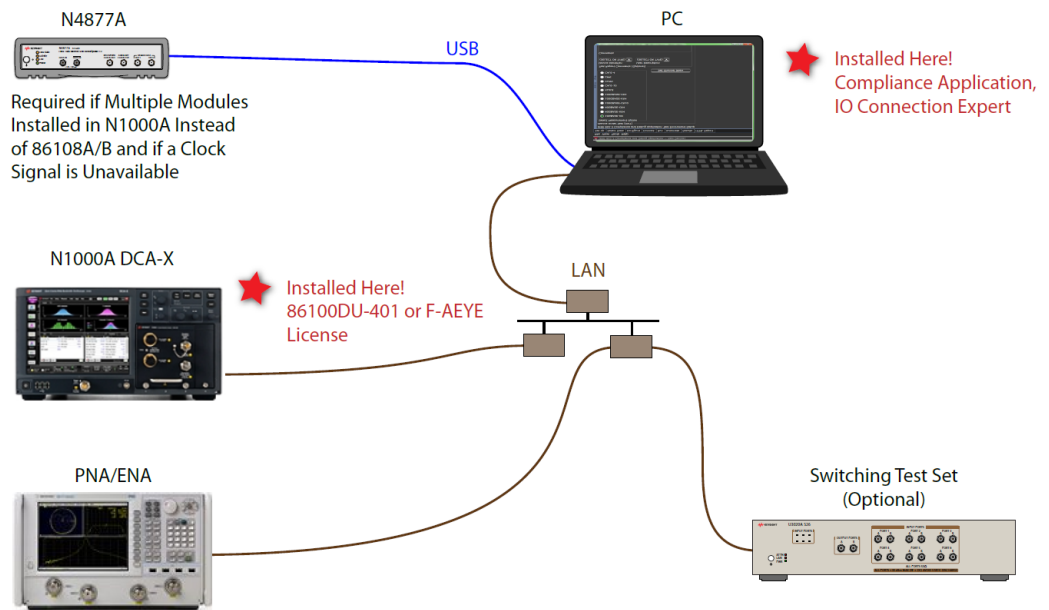 N4877A
PC
USB
Installed Here!
Compliance Application,
IO Connection Expert
Required if Multiple Modules
Installed in N1000A Instead
of 86108A/B and if a Clock
Signal is Unavailable
N1000A DCA-X
LAN
Installed Here!
86100DU-401 or F-AEYE
License
PNA/ENA
Switching Test Set
(Optional)